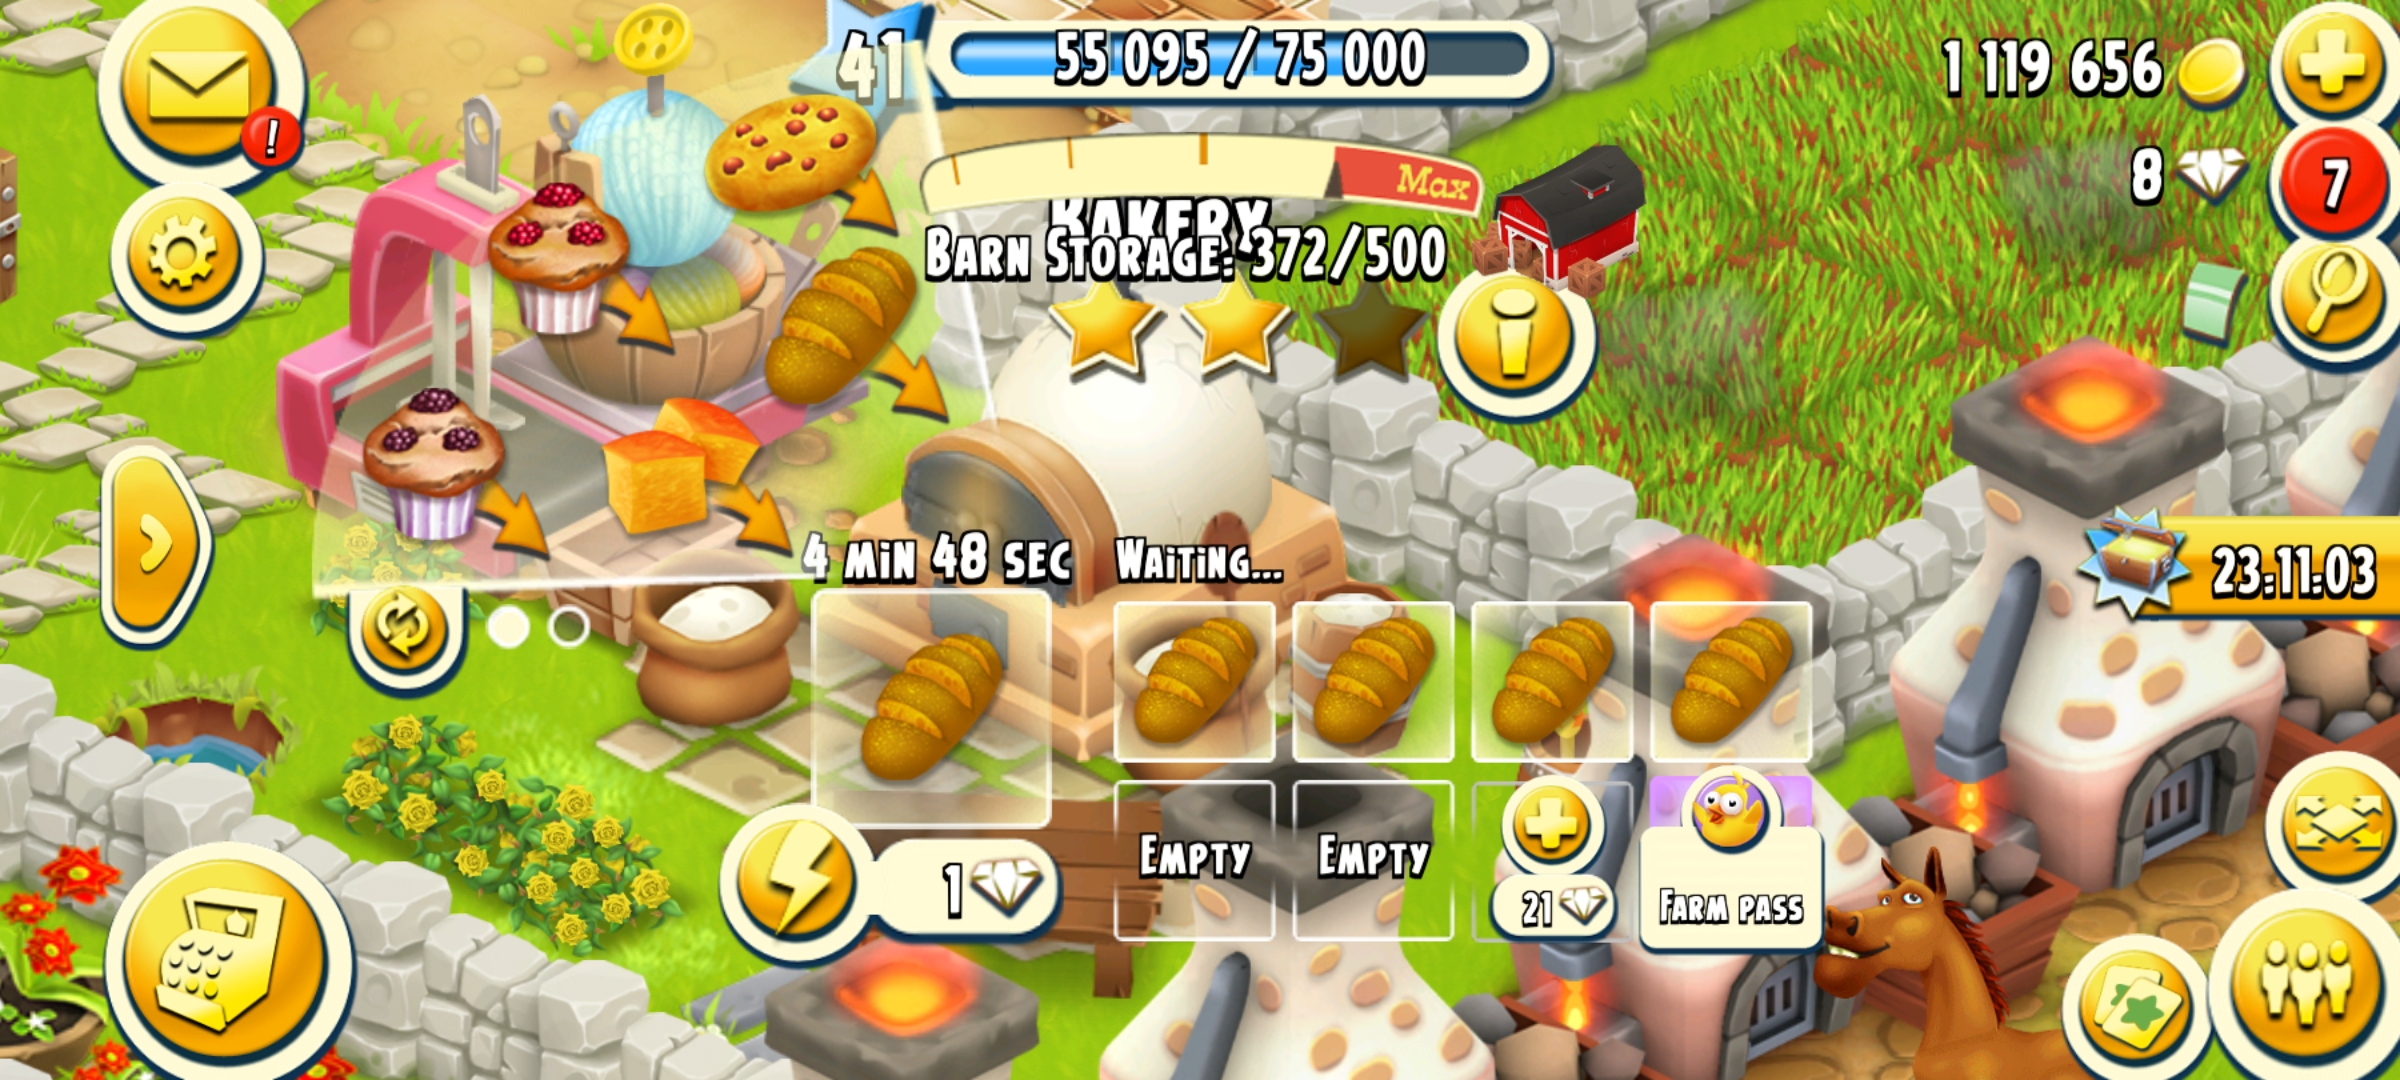 41
55 095 / 75 000
1 119 656
8
7
!
Max
BAKERY
BARN STORAGE: 372/500
4 MIN 48 SEC
WAITING...
23:11:03
1
EMPTY
EMPTY
21
FARM PASS